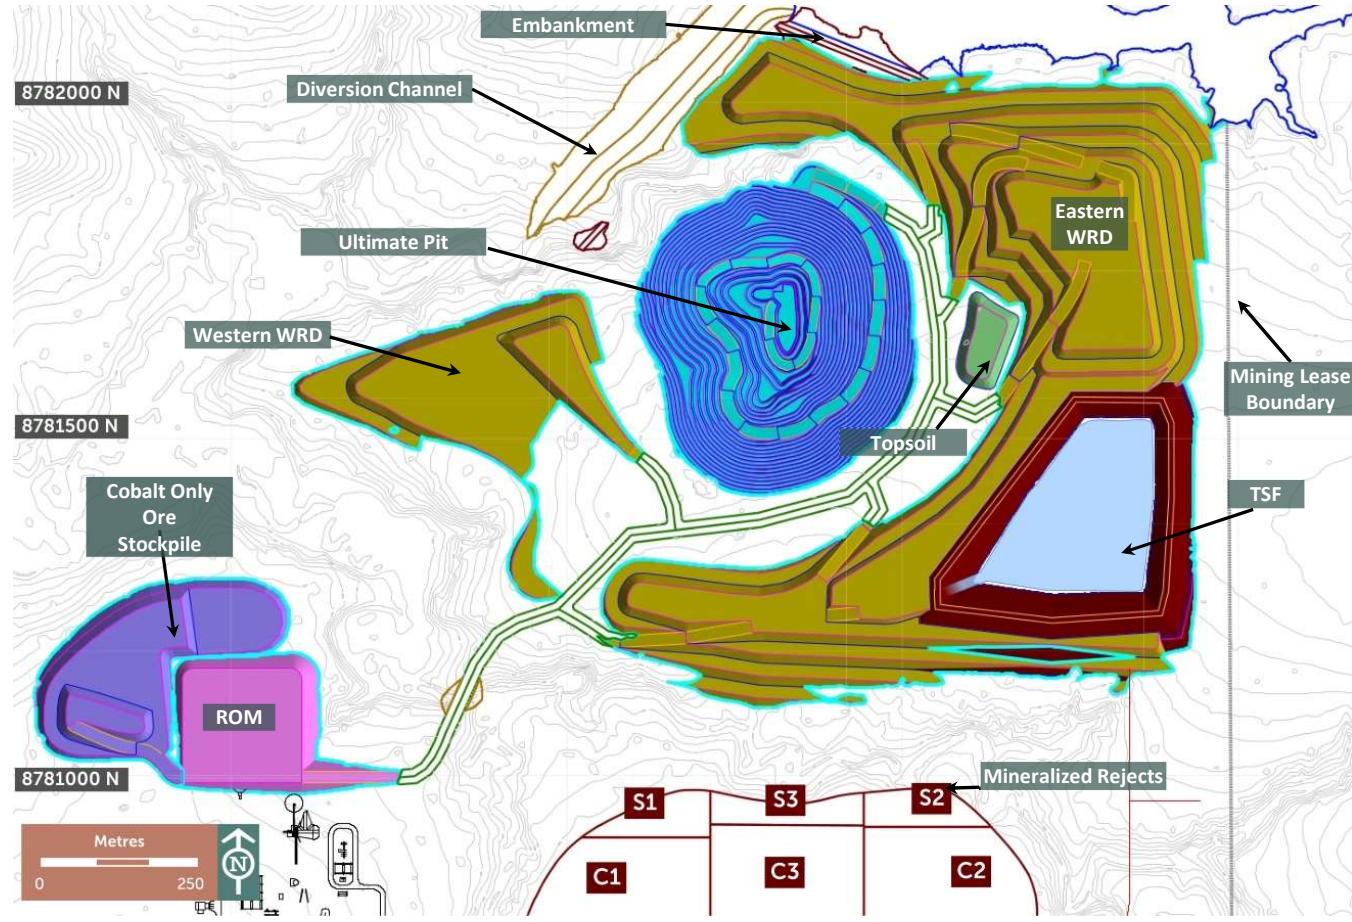 Embankment
8782000 N
Diversion Channel
Eastern
WRD
Ultimate Pit
Western WRD
Mining Lease
Boundary
8781500 N
Topsoil
Cobalt Only
Ore
Stockpile
TSF
ROM
8781000 N
Mineralized Rejects
S1
S3
S2
Metres
0
250
N
C1
C3
C2